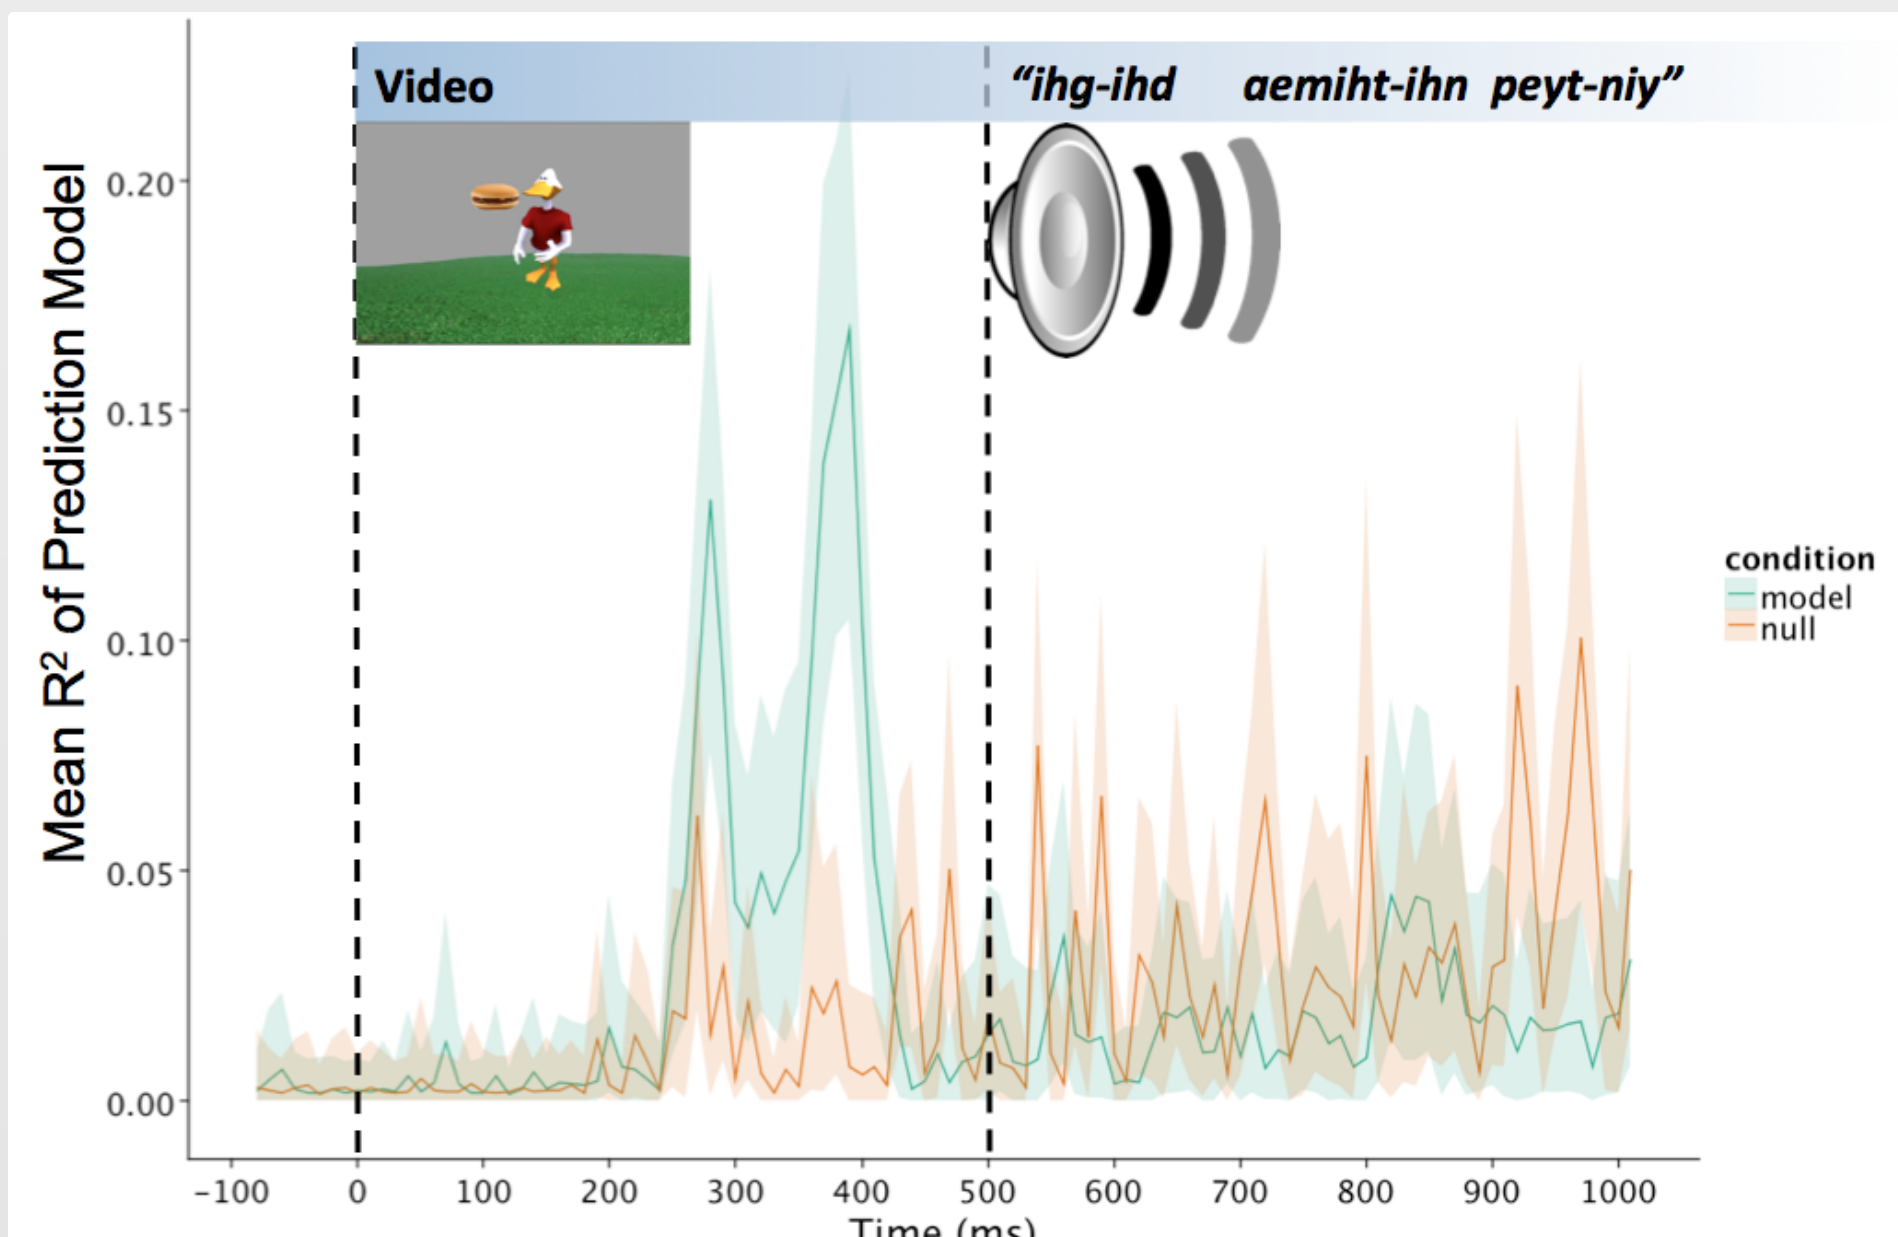 Video
“ihg-ihd aemiht-ihn peyt-niy”
Mean R² of Prediction Model
0.20
0.15
0.10
0.05
0.00
condition
model
null
−100 0 100 200 300 400 500 600 700 800 900 1000
Time (ms)